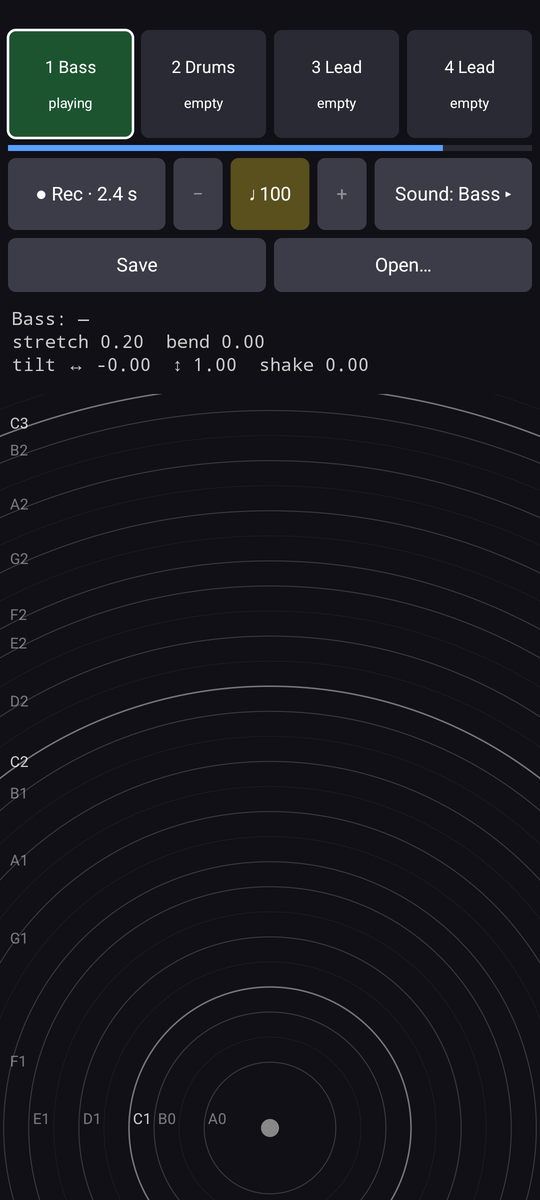 1 Bass
playing
2 Drums
empty
3 Lead
empty
4 Lead
empty
● Rec · 2.4 s
−
♩100
+
Sound: Bass ▸
Save
Open…
Bass: —
stretch 0.20  bend 0.00
tilt ↔ -0.00  ↕ 1.00  shake 0.00
C3
B2
A2
G2
F2
E2
D2
C2
B1
A1
G1
F1
E1 D1 C1 B0 A0